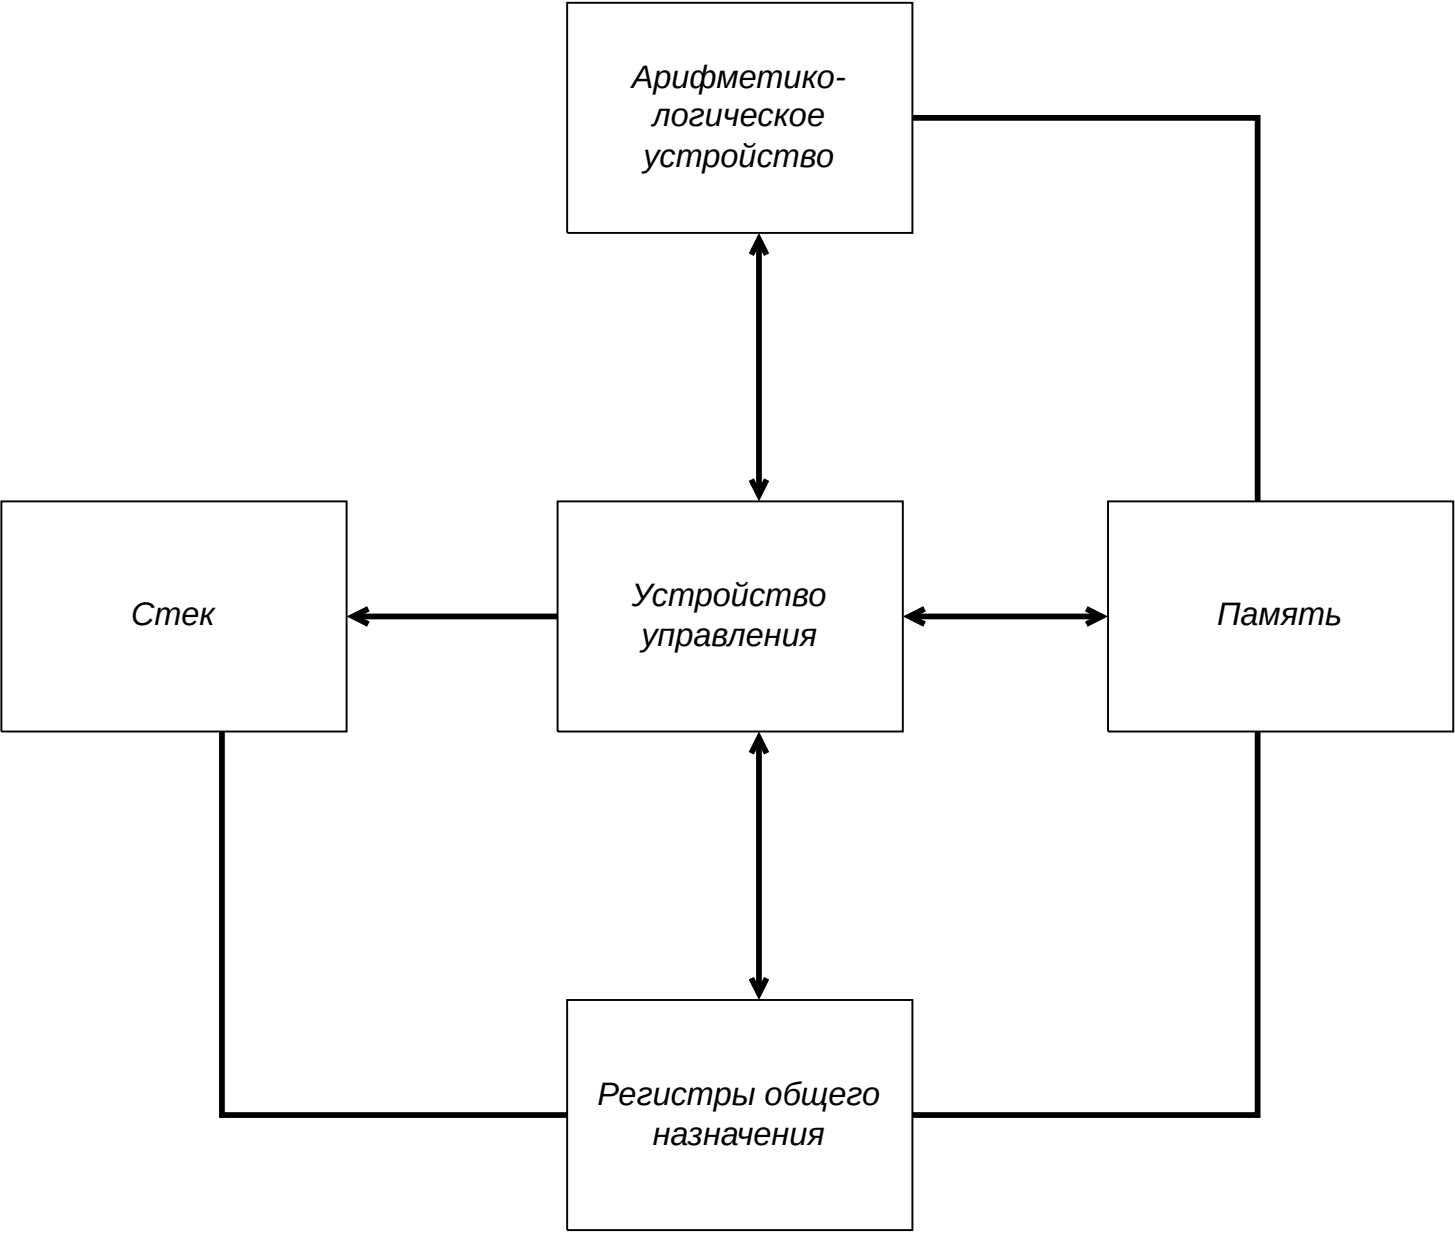 Арифметико-
логическое
устройство
Стек
Устройство
управления
Память
Регистры общего
назначения